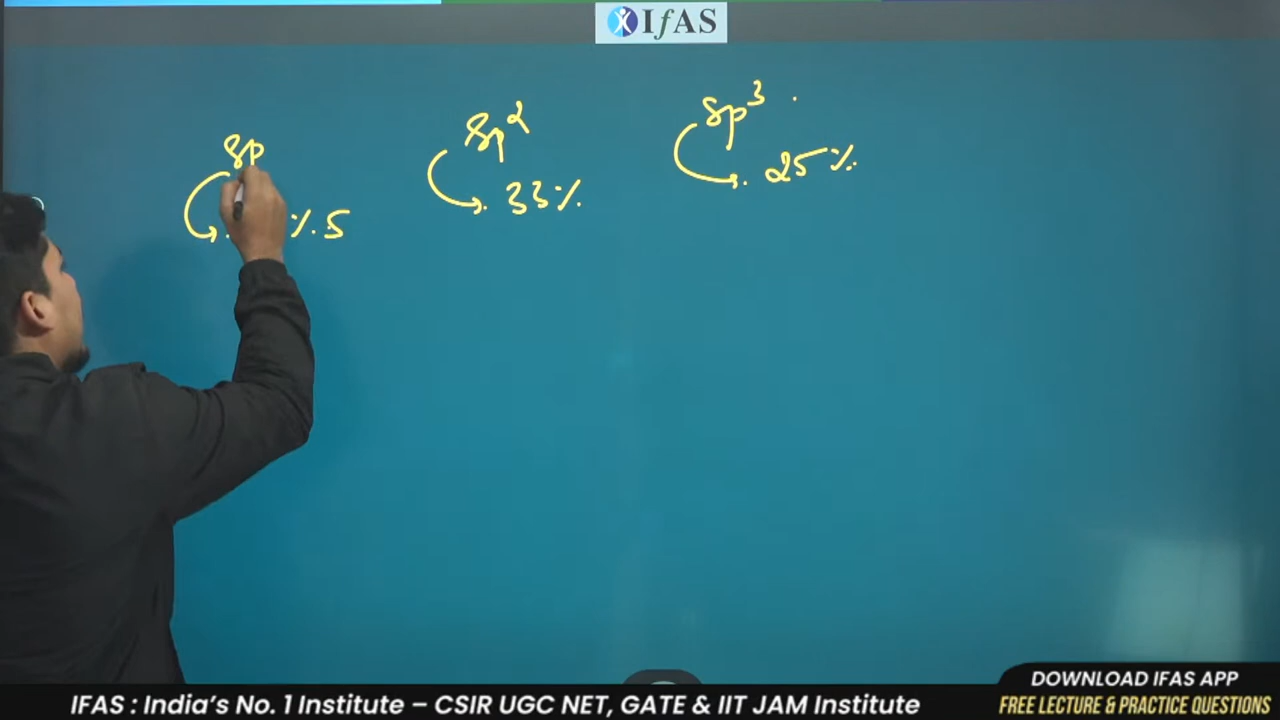 IfAS
sp sp² sp³ .
. % . S . 33% . 25%
DOWNLOAD IFAS APP
IFAS : India's No. 1 Institute – CSIR UGC NET, GATE & IIT JAM Institute
FREE LECTURE & PRACTICE QUESTIONS